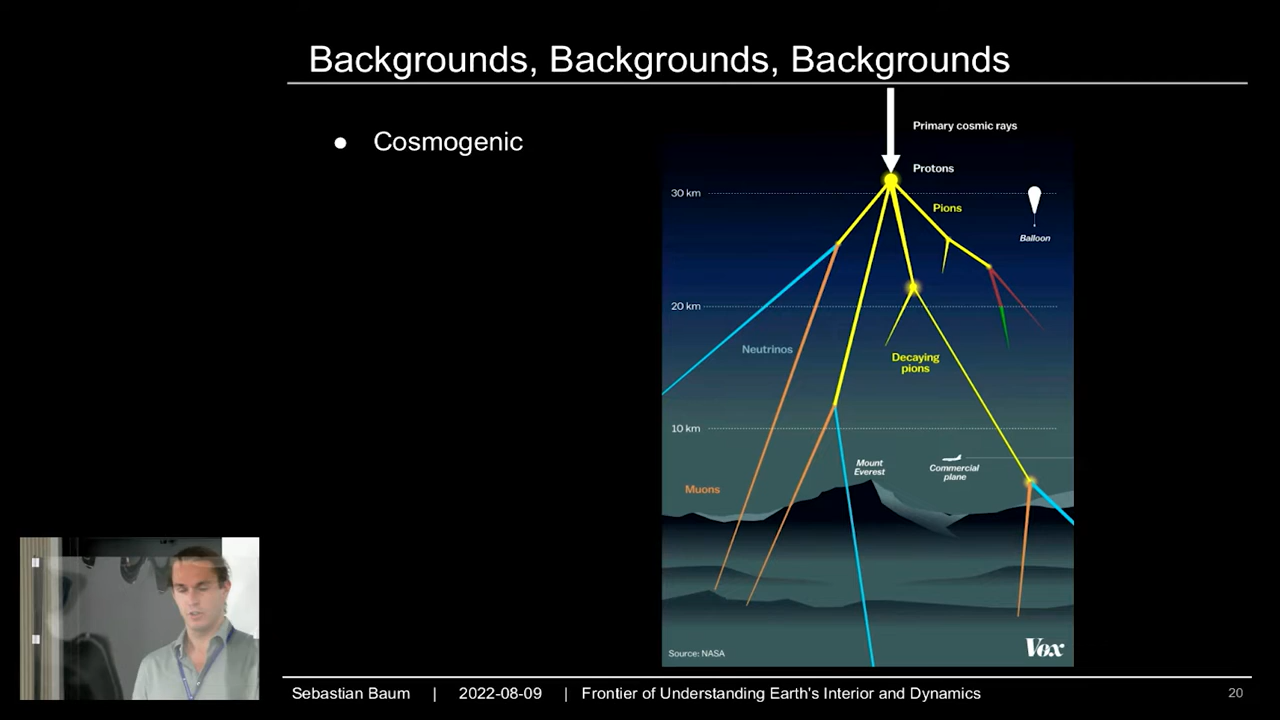 Backgrounds, Backgrounds, Backgrounds
● Cosmogenic
Primary cosmic rays
Protons
30 km
Pions
Balloon
20 km
Neutrinos
Decaying
pions
10 km
Mount
Everest
Commercial
plane
Muons
Source: NASA
Vox
Sebastian Baum | 2022-08-09 | Frontier of Understanding Earth's Interior and Dynamics
20